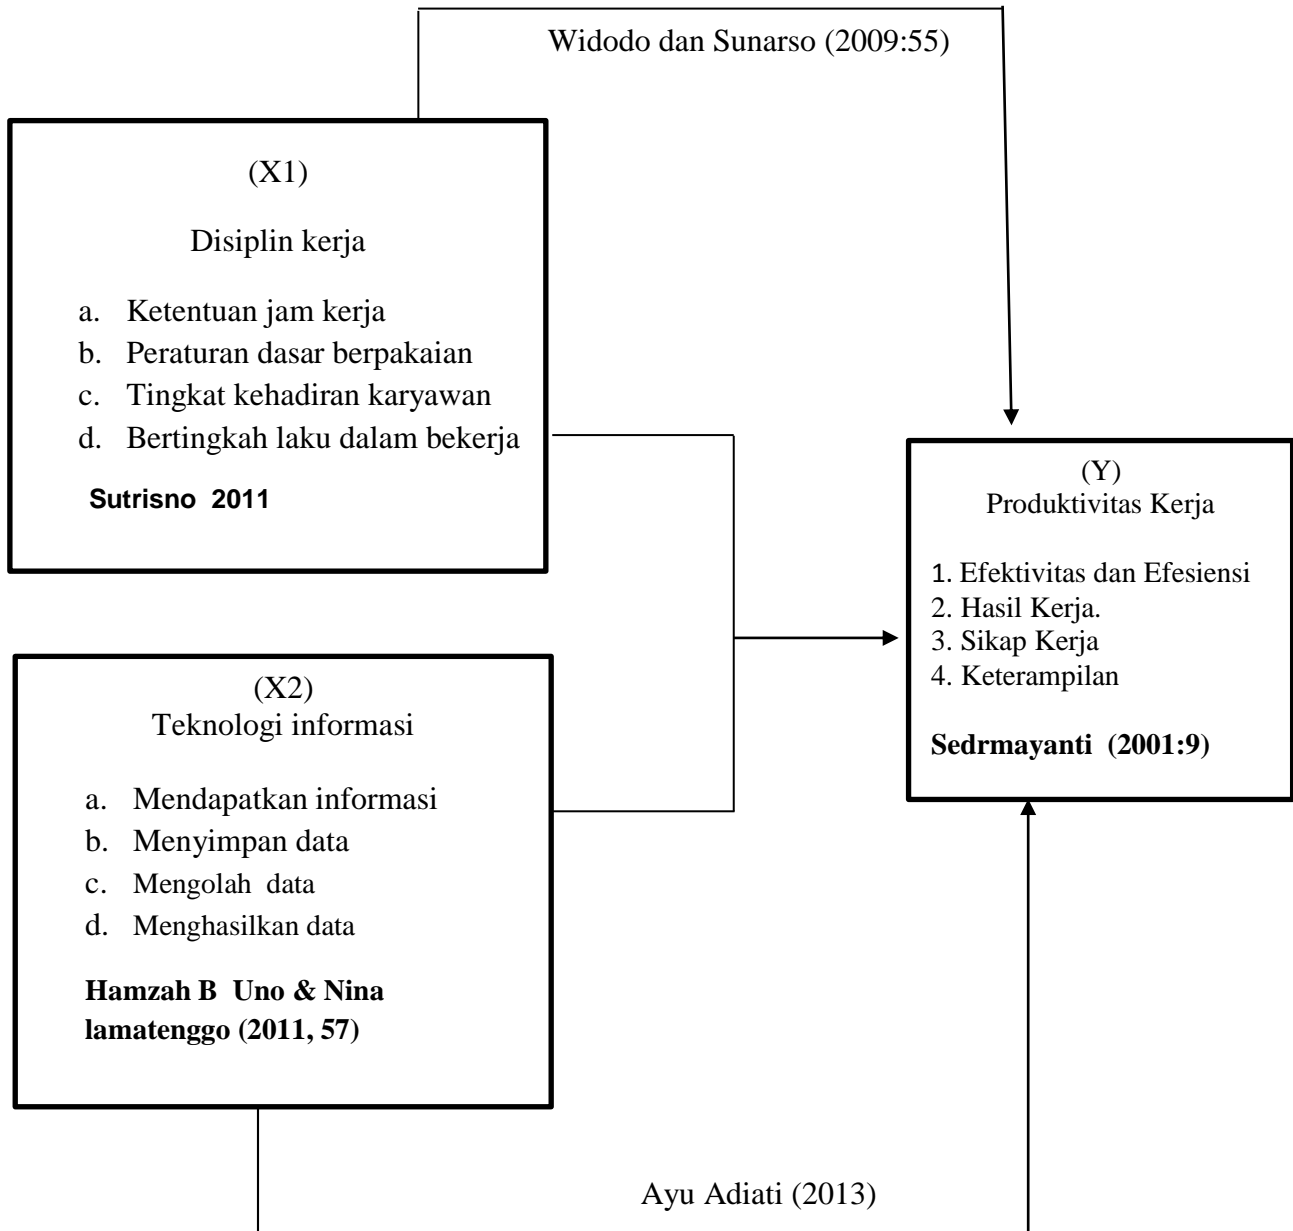 Widodo dan Sunarso (2009:55)
(X1)
Disiplin kerja
a. Ketentuan jam kerja
b. Peraturan dasar berpakaian
c. Tingkat kehadiran karyawan
d. Bertingkah laku dalam bekerja
Sutrisno 2011
(Y)
Produktivitas Kerja
1. Efektivitas dan Efesiensi
2. Hasil Kerja.
3. Sikap Kerja
4. Keterampilan
Sedrmayanti (2001:9)
(X2)
Teknologi informasi
a. Mendapatkan informasi
b. Menyimpan data
c. Mengolah data
d. Menghasilkan data
Hamzah B Uno & Nina
lamatenggo (2011, 57)
Ayu Adiati (2013)